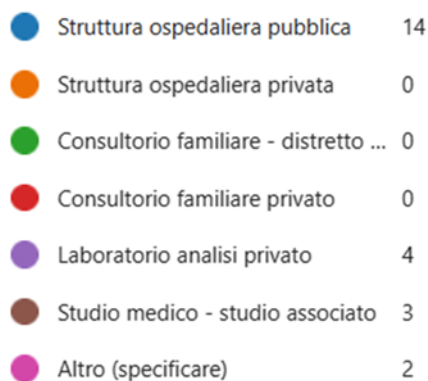 Struttura ospedaliera pubblica 14
Struttura ospedaliera privata 0
Consultorio familiare - distretto ... 0
Consultorio familiare privato 0
Laboratorio analisi privato 4
Studio medico - studio associato 3
Altro (specificare) 2